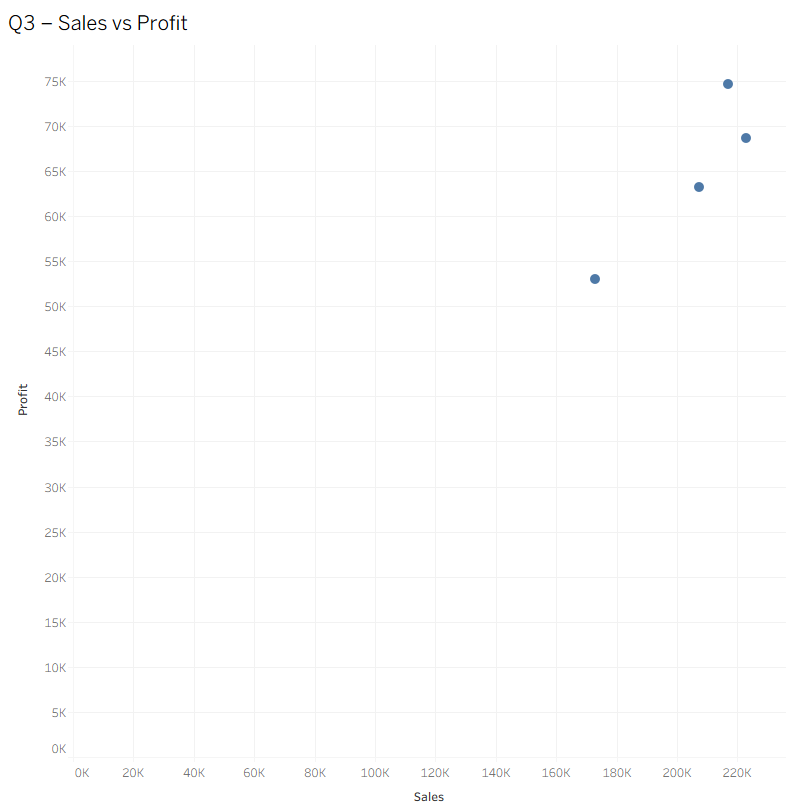 Q3 – Sales vs Profit
75K
70K
65K
60K
55K
50K
45K
40K
35K
30K
25K
20K
15K
10K
5K
0K
Profit
0K 20K 40K 60K 80K 100K 120K 140K 160K 180K 200K 220K
Sales